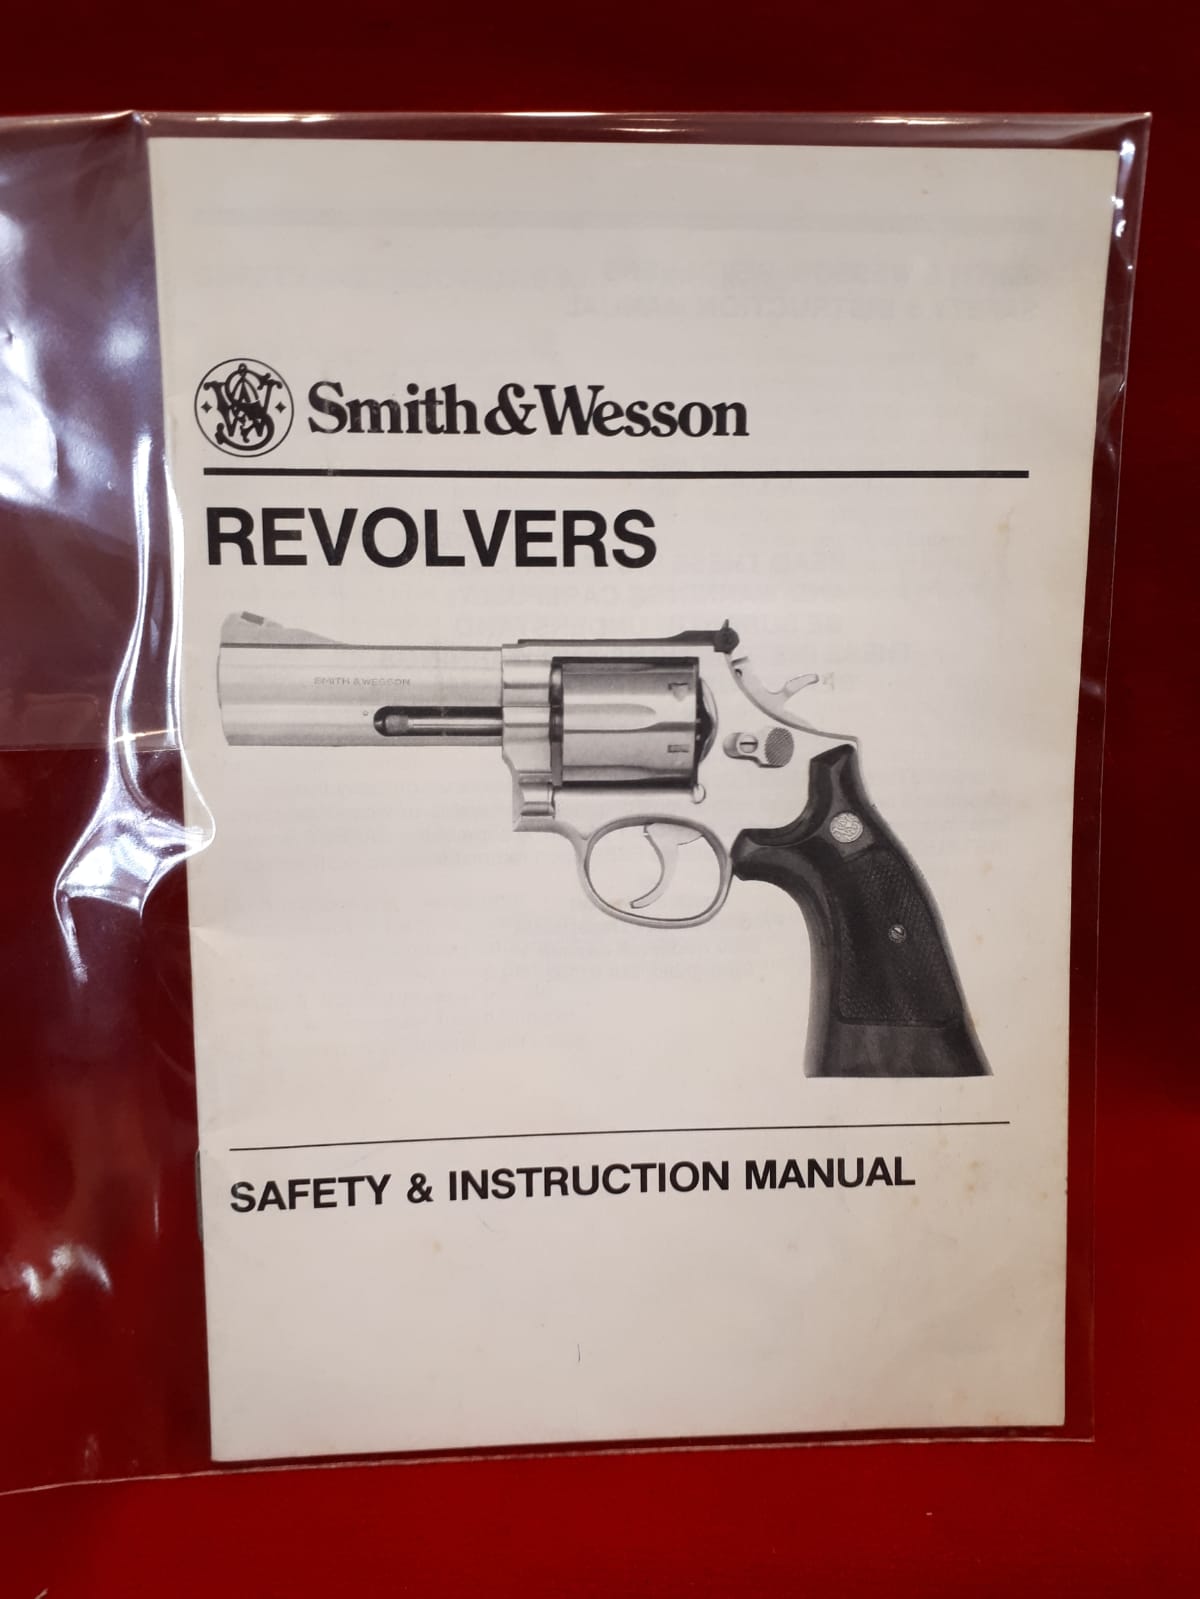 Smith & Wesson
REVOLVERS
SMITH & WESSON
SAFETY & INSTRUCTION MANUAL